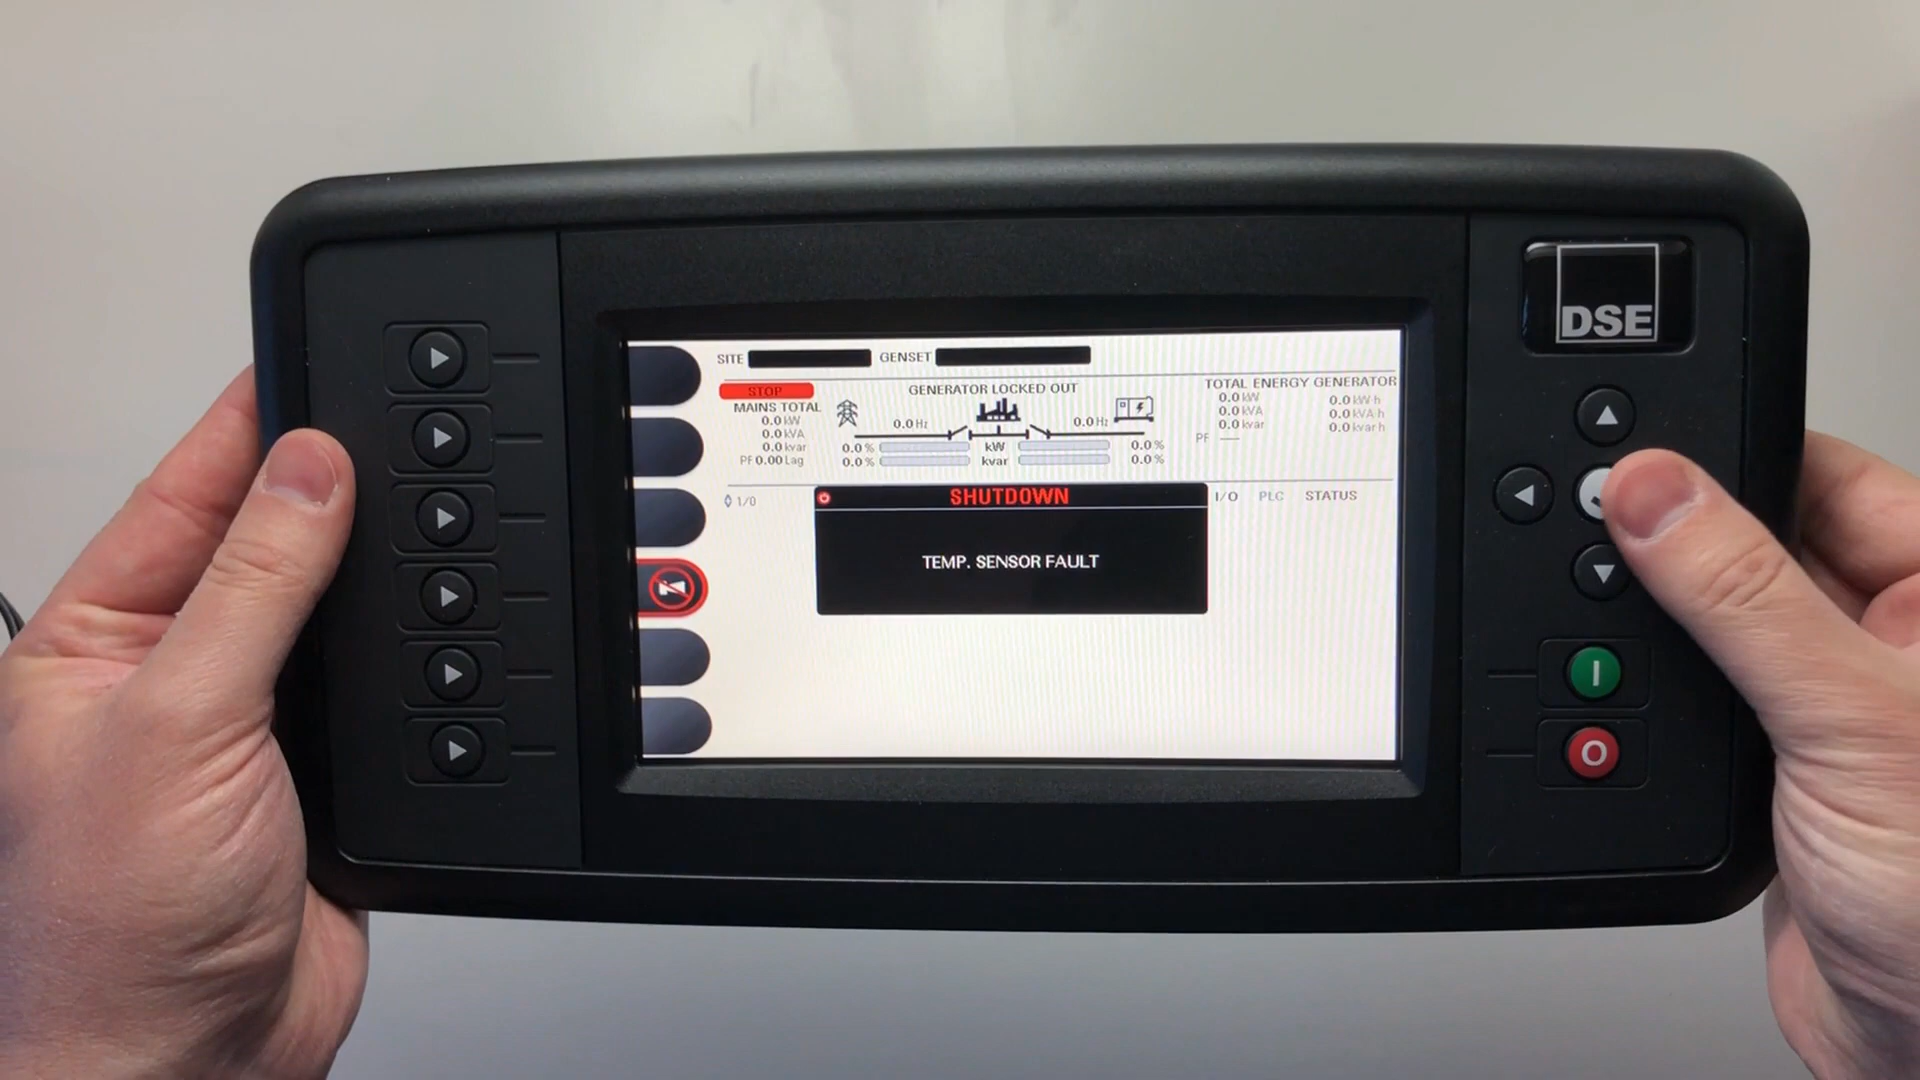 DSE
SITE
GENSET
STOP
GENERATOR LOCKED OUT
TOTAL ENERGY GENERATOR
MAINS TOTAL
0.0 kW
0.0 kVA
0.0 kvar
PF 0.00 Lag
0.0 Hz
0.0 Hz
0.0 % kW 0.0 %
0.0 % kvar 0.0 %
0.0 kW 0.0 kW h
0.0 kVA 0.0 kVA h
0.0 kvar 0.0 kvar h
PF ----
1/0
I/O PLC STATUS
SHUTDOWN
TEMP. SENSOR FAULT
I
O